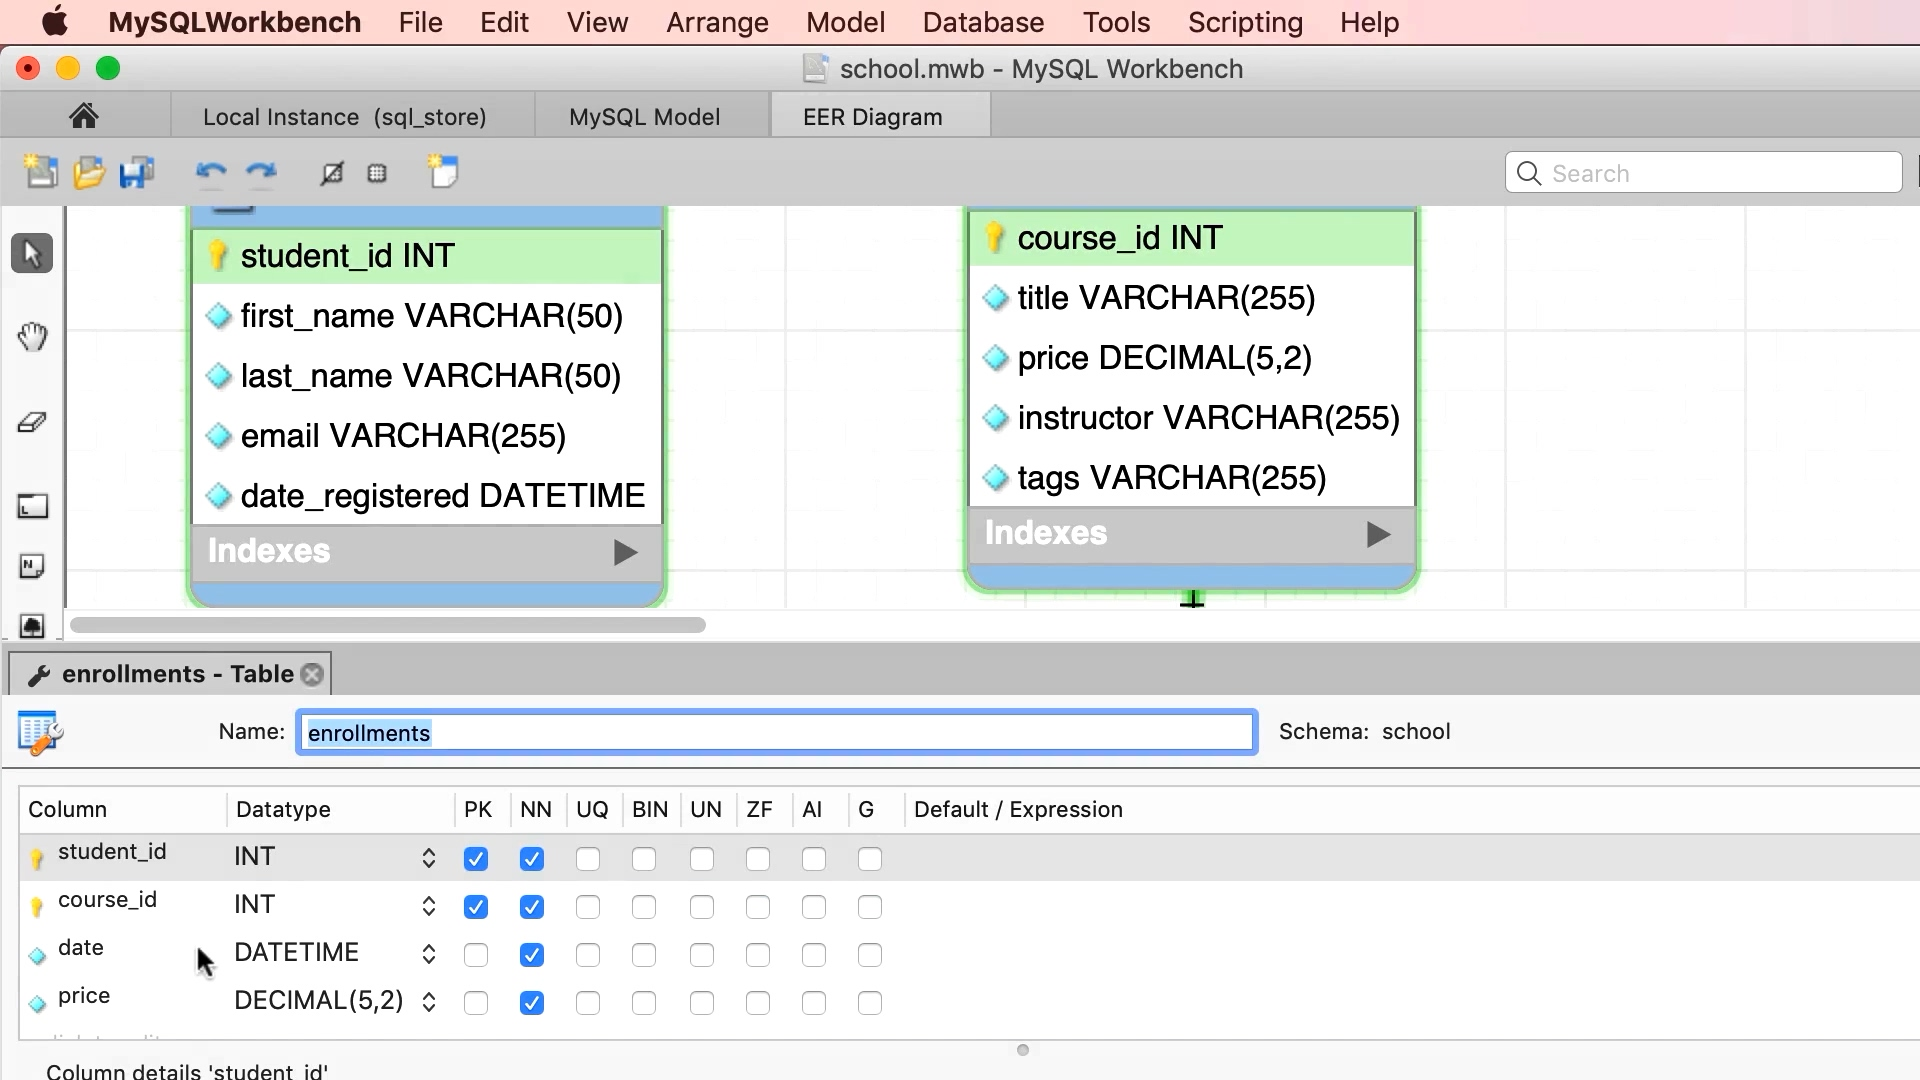 MySQLWorkbench File Edit View Arrange Model Database Tools Scripting Help
school.mwb - MySQL Workbench
Local Instance (sql_store) MySQL Model EER Diagram
Search
student_id INT
first_name VARCHAR(50)
last_name VARCHAR(50)
email VARCHAR(255)
date_registered DATETIME
Indexes
course_id INT
title VARCHAR(255)
price DECIMAL(5,2)
instructor VARCHAR(255)
tags VARCHAR(255)
Indexes
enrollments - Table
Name: enrollments Schema: school
Column Datatype PK NN UQ BIN UN ZF AI G Default / Expression
student_id INT
course_id INT
date DATETIME
price DECIMAL(5,2)
Column details 'student_id'